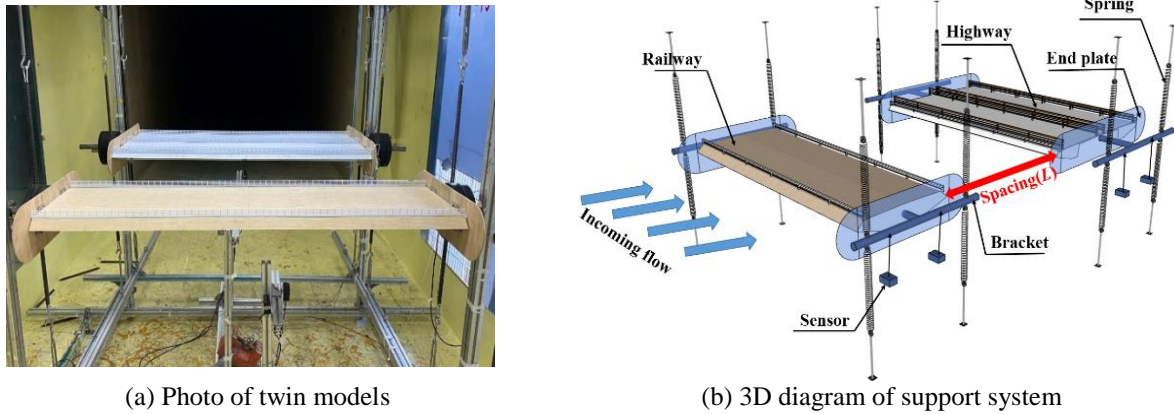 Spring
Highway
Railway
End plate
Spacing(L)
Incoming flow
Bracket
Sensor
(a) Photo of twin models
(b) 3D diagram of support system